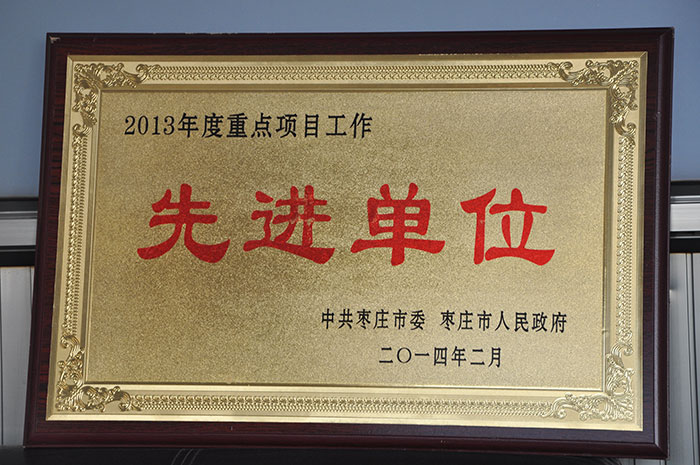 2013年度重点项目工作
先进单位
中共枣庄市委 枣庄市人民政府
二〇一四年二月